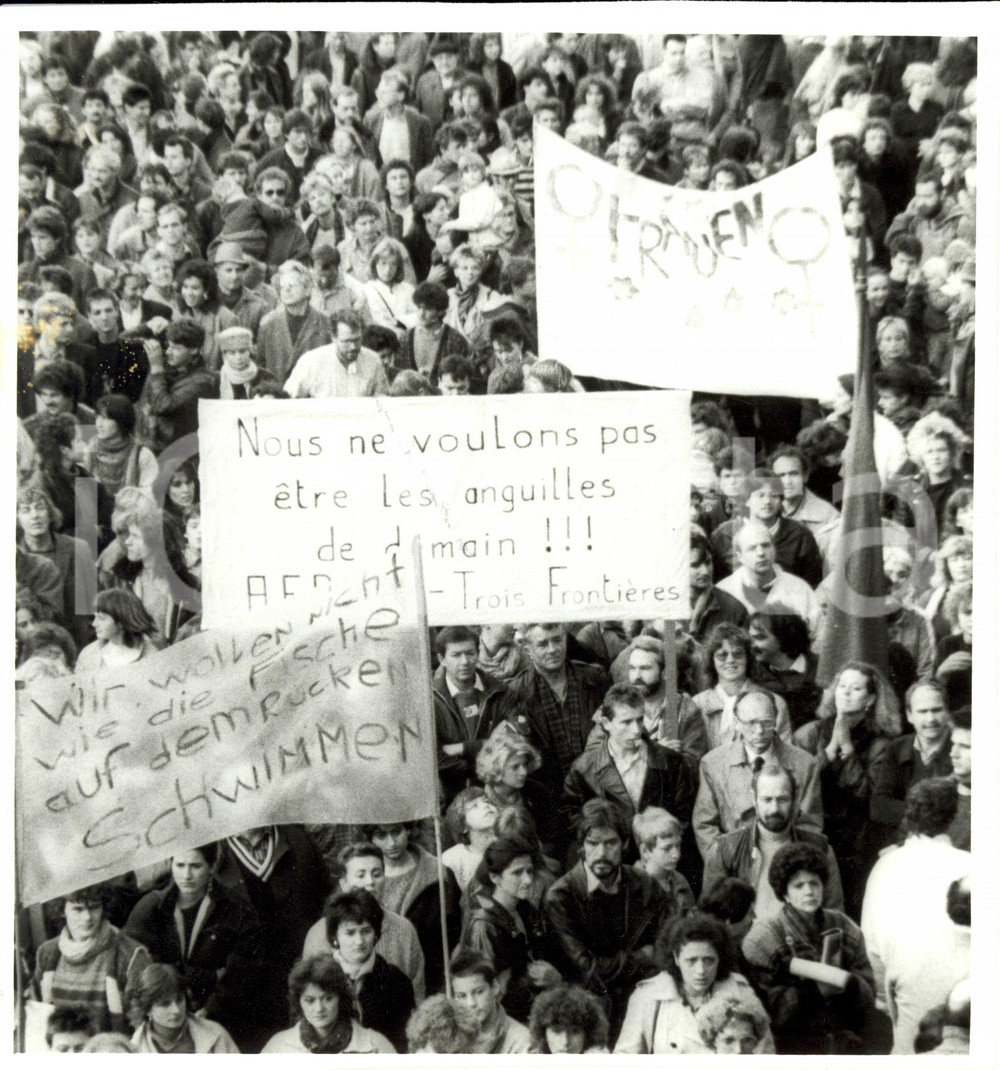 FRAUEN
Nous ne voulons pas
être les anguilles
de demain !!!
- Trois Frontières
Wir wollen nicht
wie die Fische
auf dem Rücken
Schwimmen